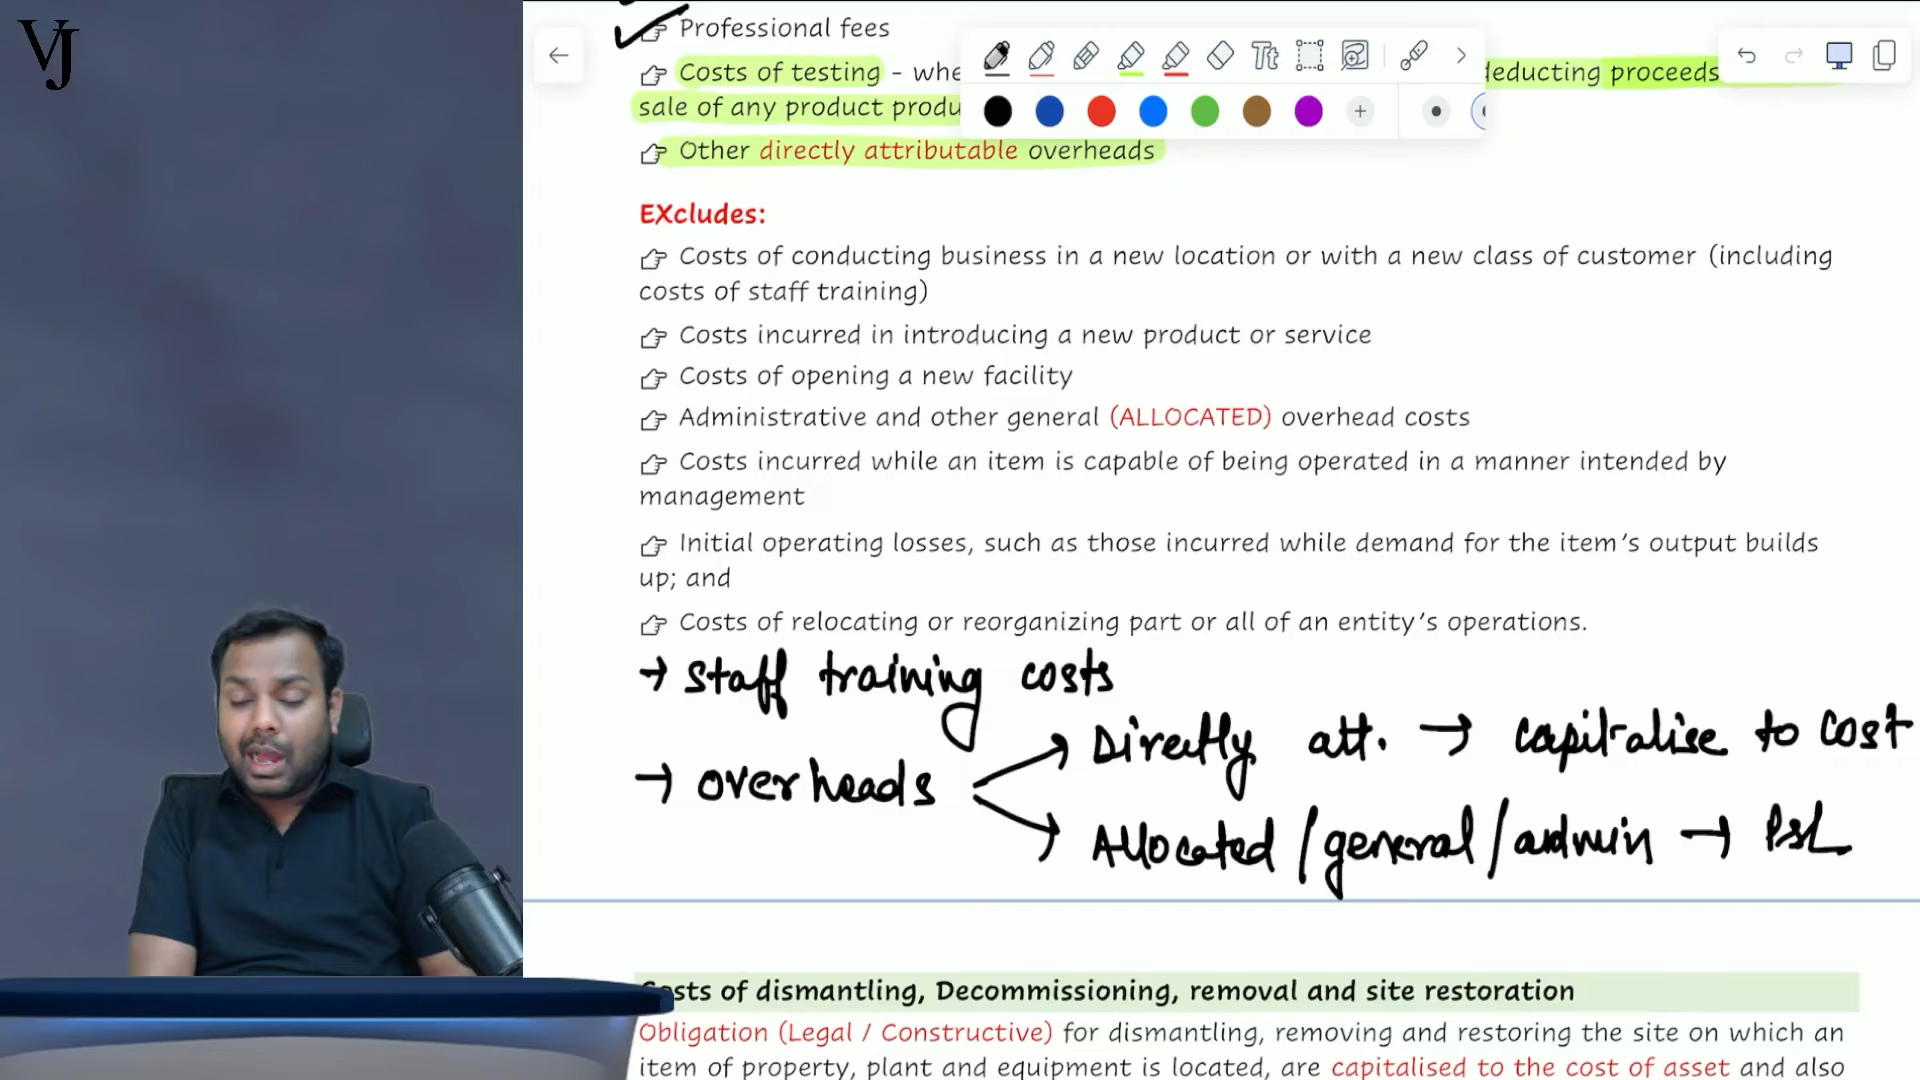 VJ
Professional fees
Costs of testing - whe
deducting proceeds
sale of any product produ
Other directly attributable overheads
EXcludes:
Costs of conducting business in a new location or with a new class of customer (including
costs of staff training)
Costs incurred in introducing a new product or service
Costs of opening a new facility
Administrative and other general (ALLOCATED) overhead costs
Costs incurred while an item is capable of being operated in a manner intended by
management
Initial operating losses, such as those incurred while demand for the item's output builds
up; and
Costs of relocating or reorganizing part or all of an entity's operations.
→ staff training costs
→ overheads
Directly att. → capitalise to cost
Allocated / general / admin → P&L
Costs of dismantling, Decommissioning, removal and site restoration
Obligation (Legal / Constructive) for dismantling, removing and restoring the site on which an
item of property, plant and equipment is located, are capitalised to the cost of asset and also